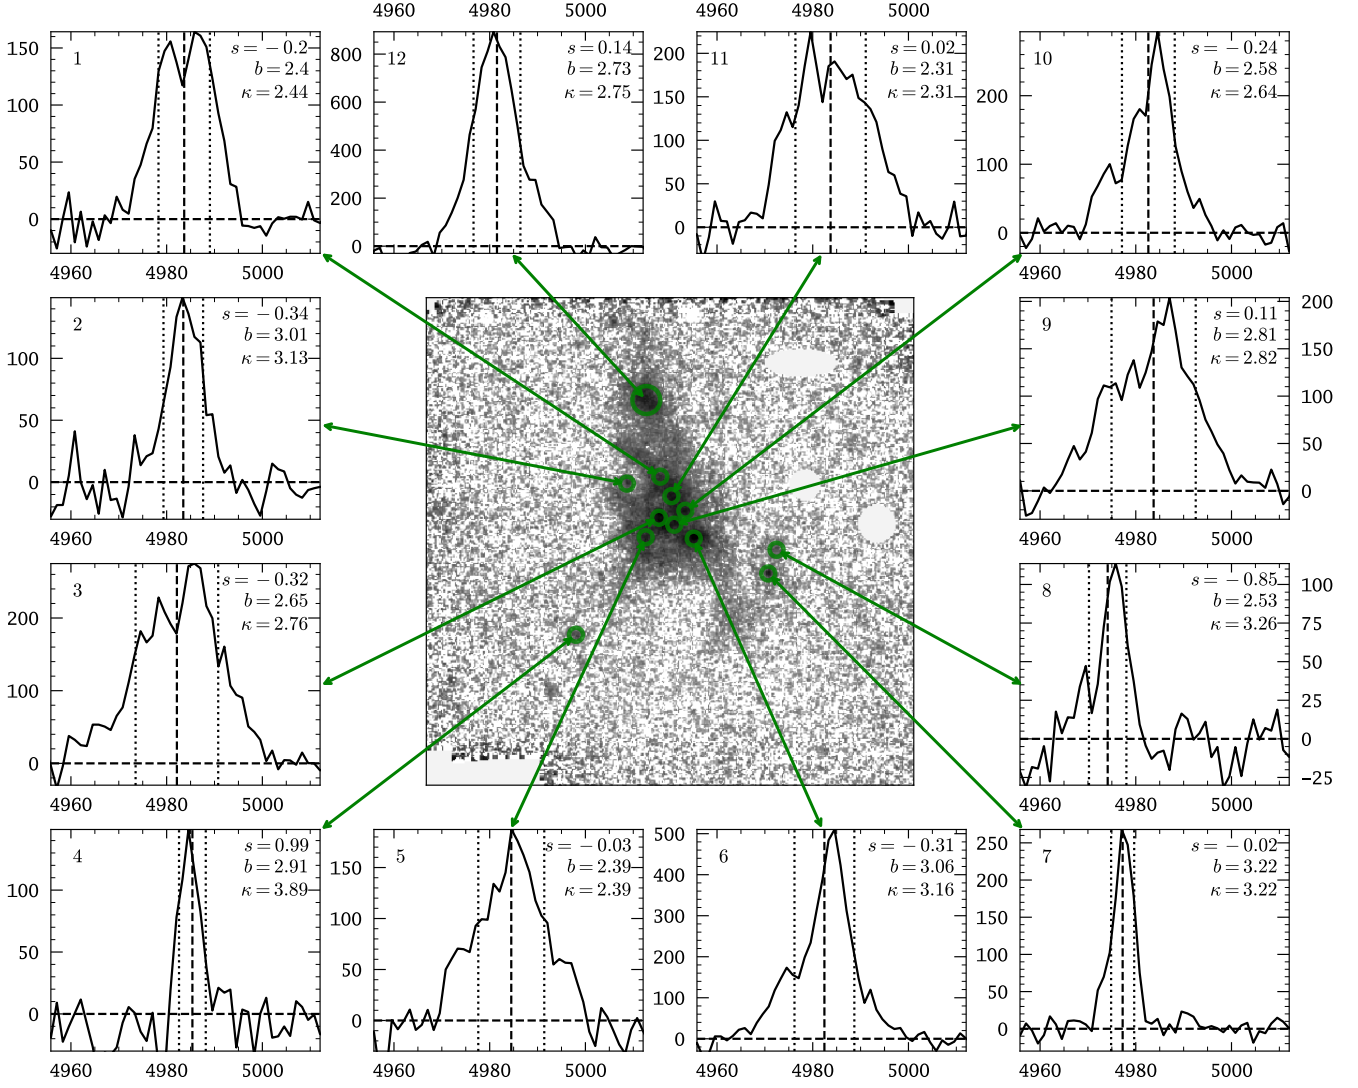 4960 4980 5000 4960 4980 5000
1
s = −0.2
b = 2.4
κ = 2.44
150
100
50
0
4960 4980 5000
12
s = 0.14
b = 2.73
κ = 2.75
800
600
400
200
0
11
s = 0.02
b = 2.31
κ = 2.31
200
150
100
50
0
10
s = −0.24
b = 2.58
κ = 2.64
200
100
0
4960 4980 5000
2
s = −0.34
b = 3.01
κ = 3.13
100
50
0
4960 4980 5000
9
s = 0.11
b = 2.81
κ = 2.82
200
150
100
50
0
4960 4980 5000
3
s = −0.32
b = 2.65
κ = 2.76
200
100
0
4960 4980 5000
8
s = −0.85
b = 2.53
κ = 3.26
100
75
50
25
0
−25
4960 4980 5000
4
s = 0.99
b = 2.91
κ = 3.89
100
50
0
4960 4980 5000
5
s = −0.03
b = 2.39
κ = 2.39
150
100
50
0
4960 4980 5000
6
s = −0.31
b = 3.06
κ = 3.16
500
400
300
200
100
0
4960 4980 5000
7
s = −0.02
b = 3.22
κ = 3.22
250
200
150
100
50
0
4960 4980 5000